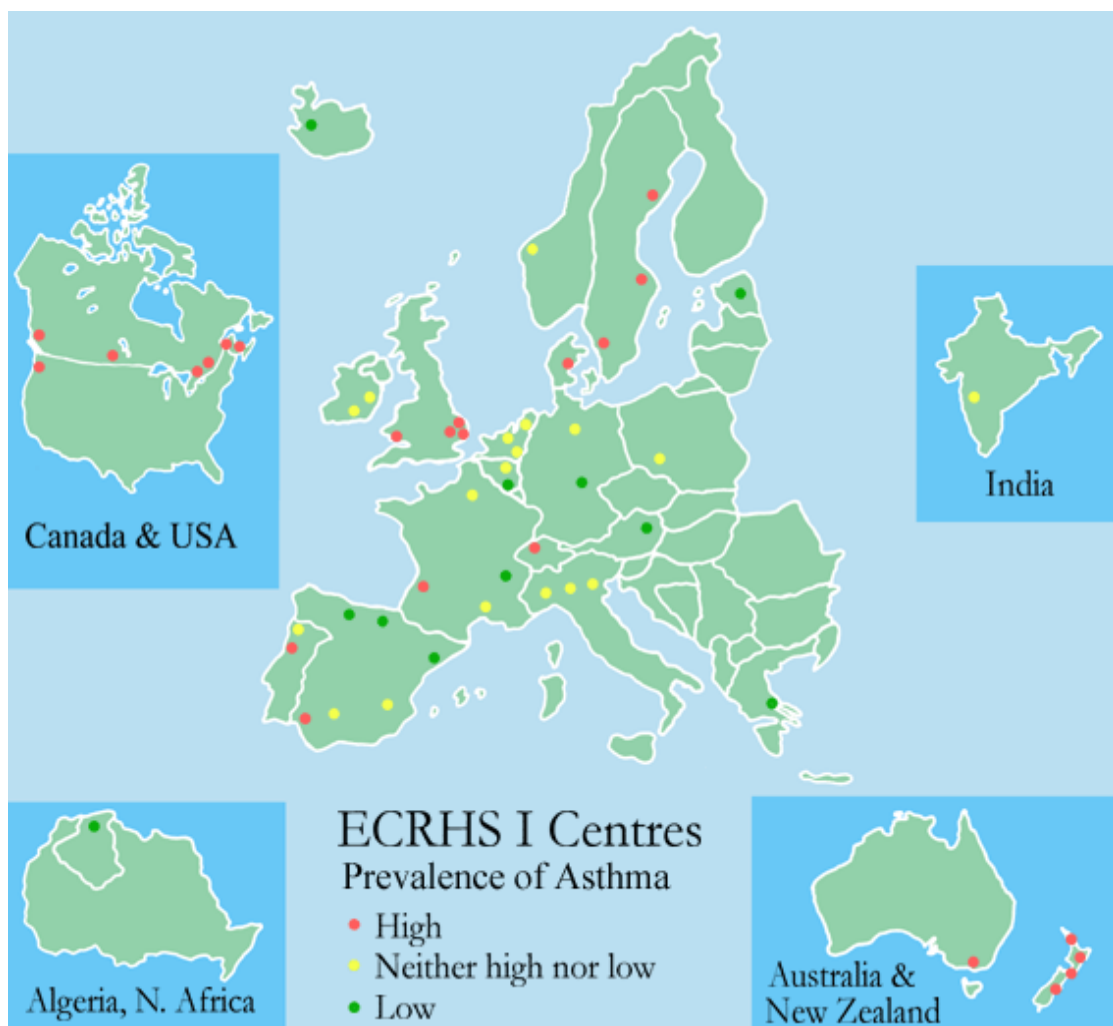 Canada & USA
India
ECRHS I Centres
Prevalence of Asthma
High
Neither high nor low
Low
Algeria, N. Africa
Australia &
New Zealand